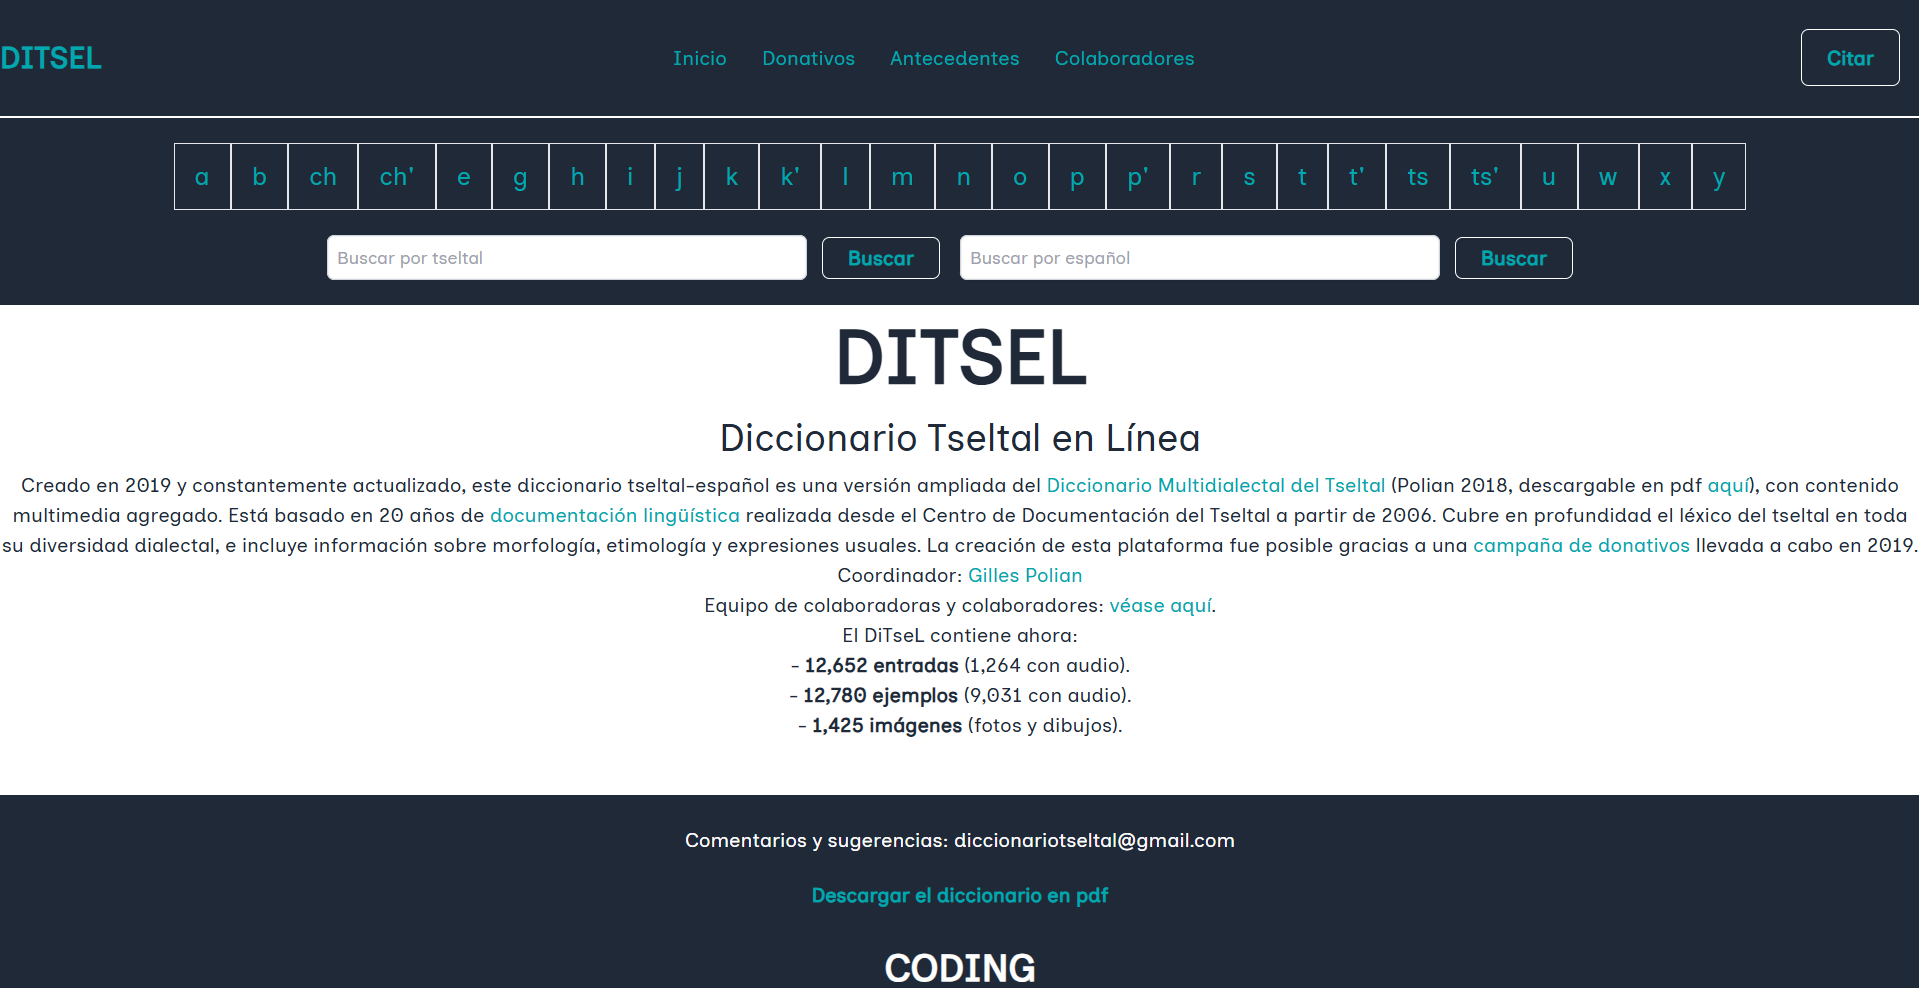 DITSEL
Inicio Donativos Antecedentes Colaboradores
Citar
a b ch ch' e g h i j k k' l m n o p p' r s t t' ts ts' u w x y
Buscar por tseltal Buscar Buscar por español Buscar
DITSEL
Diccionario Tseltal en Línea
Creado en 2019 y constantemente actualizado, este diccionario tseltal-español es una versión ampliada del Diccionario Multidialectal del Tseltal (Polian 2018, descargable en pdf aquí), con contenido
multimedia agregado. Está basado en 20 años de documentación lingüística realizada desde el Centro de Documentación del Tseltal a partir de 2006. Cubre en profundidad el léxico del tseltal en toda
su diversidad dialectal, e incluye información sobre morfología, etimología y expresiones usuales. La creación de esta plataforma fue posible gracias a una campaña de donativos llevada a cabo en 2019.
Coordinador: Gilles Polian
Equipo de colaboradoras y colaboradores: véase aquí.
El DiTseL contiene ahora:
- 12,652 entradas (1,264 con audio).
- 12,780 ejemplos (9,031 con audio).
- 1,425 imágenes (fotos y dibujos).
Comentarios y sugerencias: diccionariotseltal@gmail.com
Descargar el diccionario en pdf
CODING